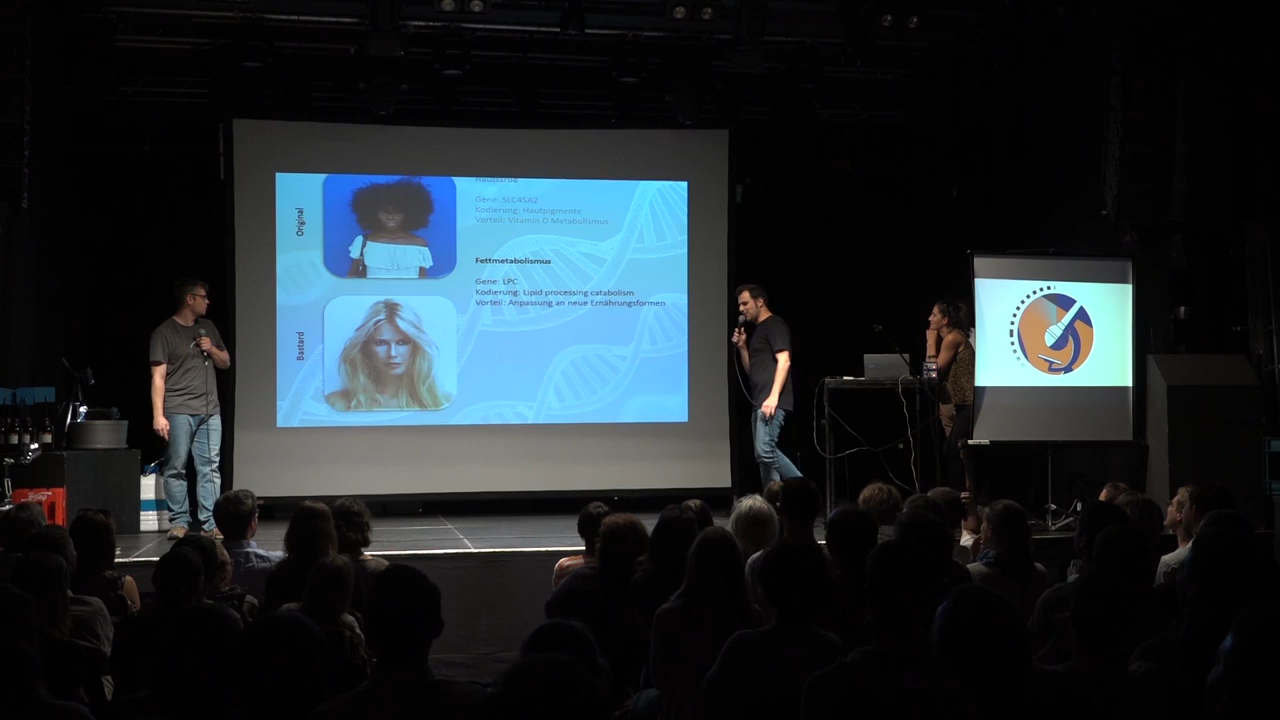 Original
Hautfarbe
Gene: SLC45A2
Kodierung: Hautpigmente
Vorteil: Vitamin D Metabolismus
Fettmetabolismus
Gene: LPC
Kodierung: Lipid processing catabolism
Vorteil: Anpassung an neue Ernährungsformen
Bastard